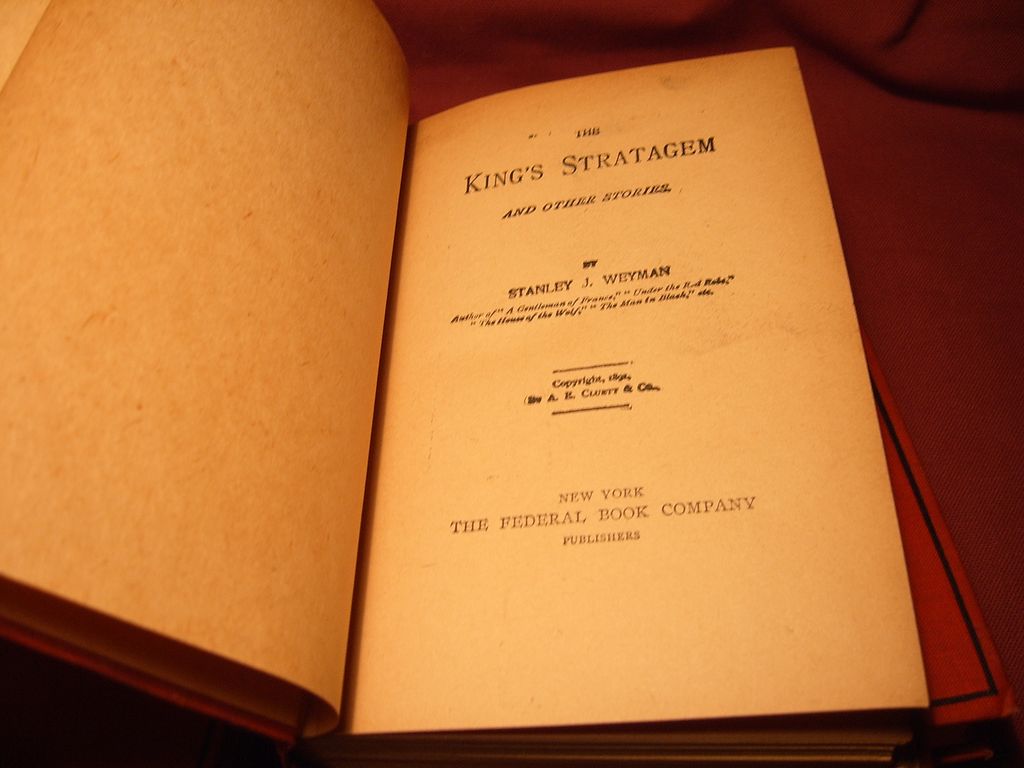 THE
KING'S STRATAGEM
AND OTHER STORIES.
BY
STANLEY J. WEYMAN
Author of "A Gentleman of France," "Under the Red Robe,"
"The House of the Wolf," "The Man in Black," etc.
Copyright, 1891,
By A. E. CLUETT & CO.
NEW YORK
THE FEDERAL BOOK COMPANY
PUBLISHERS